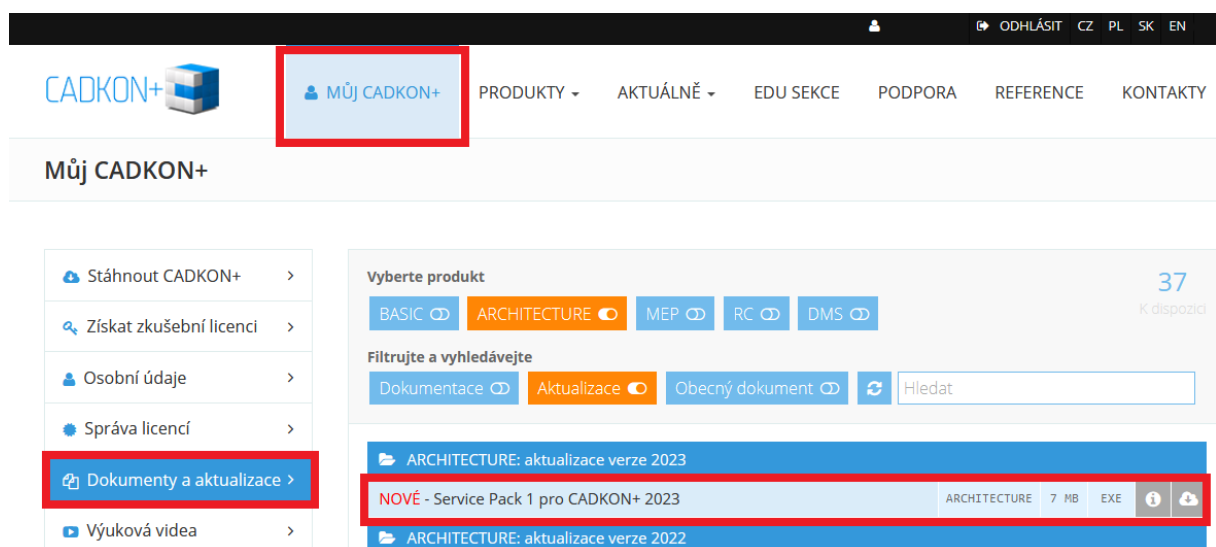 ODHLÁSIT CZ PL SK EN
CADKON+
MŮJ CADKON+ PRODUKTY AKTUÁLNĚ EDU SEKCE PODPORA REFERENCE KONTAKTY
Můj CADKON+
Stáhnout CADKON+
Získat zkušební licenci
Osobní údaje
Správa licencí
Dokumenty a aktualizace
Výuková videa
Vyberte produkt
37
K dispozici
BASIC ARCHITECTURE MEP RC DMS
Filtrujte a vyhledávejte
Dokumentace Aktualizace Obecný dokument Hledat
ARCHITECTURE: aktualizace verze 2023
NOVÉ - Service Pack 1 pro CADKON+ 2023 ARCHITECTURE 7 MB EXE
ARCHITECTURE: aktualizace verze 2022